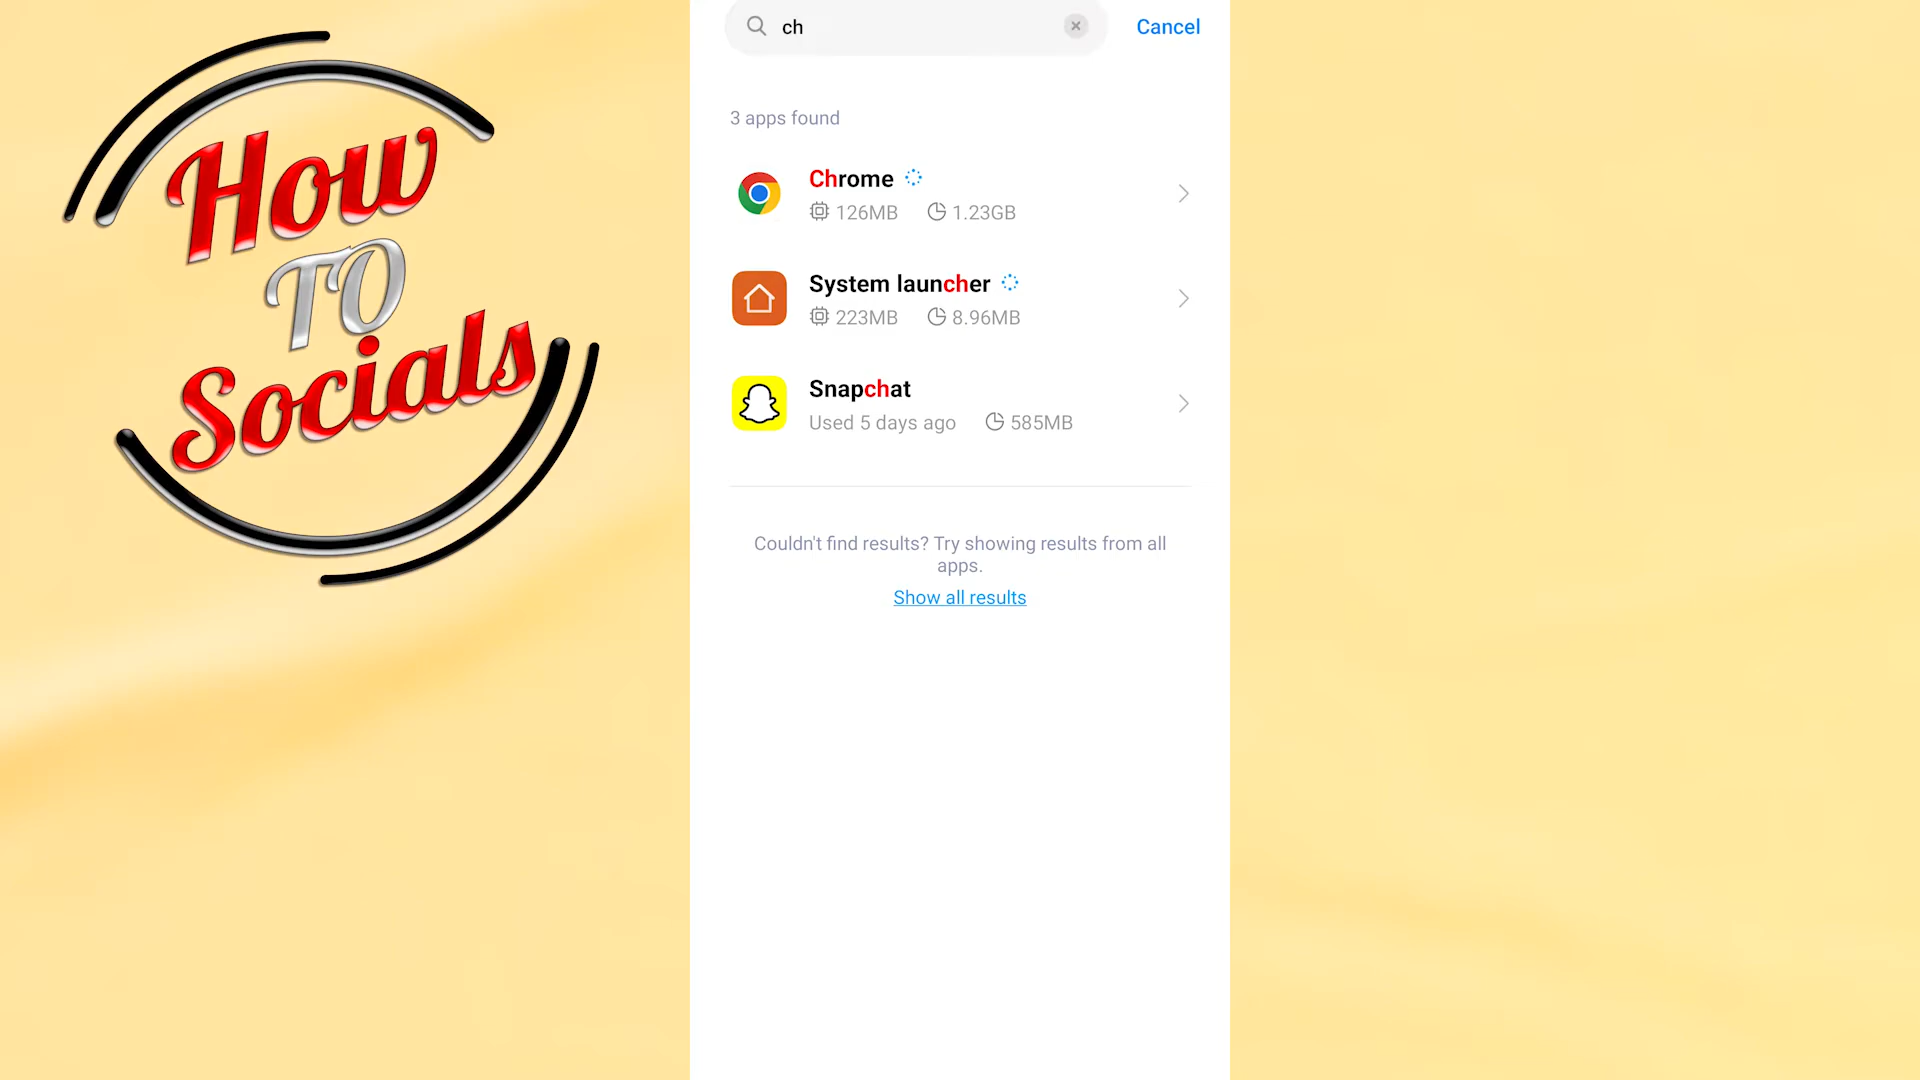 How
TO
Socials
ch
Cancel
3 apps found
Chrome
126MB 1.23GB
System launcher
223MB 8.96MB
Snapchat
Used 5 days ago 585MB
Couldn't find results? Try showing results from all
apps.
Show all results